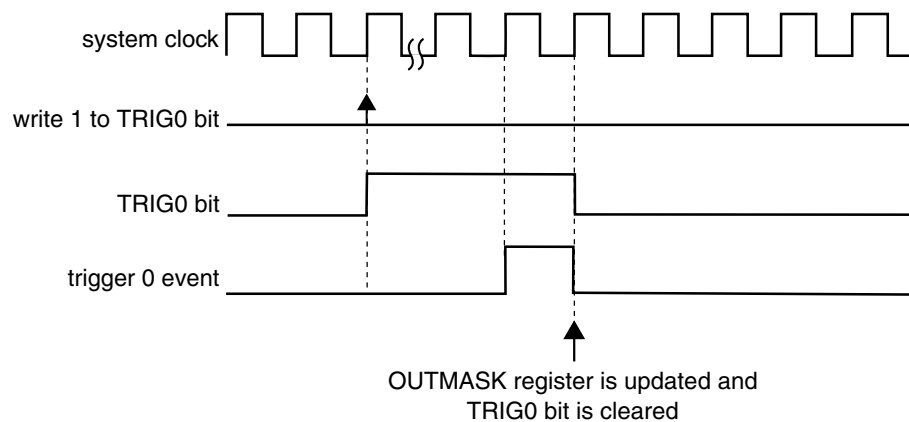 system clock
write 1 to TRIG0 bit
TRIG0 bit
trigger 0 event
OUTMASK register is updated and
TRIG0 bit is cleared